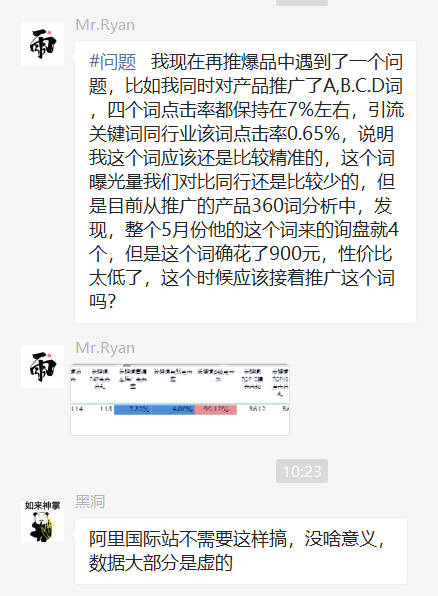 Mr.Ryan
#问题 我现在再推爆品中遇到了一个问
题，比如我同时对产品推广了A,B.C.D词
，四个词点击率都保持在7%左右，引流
关键词同行业该词点击率0.65%，说明
我这个词应该还是比较精准的，这个词
曝光量我们对比同行还是比较少的，但
是目前从推广的产品360词分析中，发
现，整个5月份他的这个词来的询盘就4
个，但是这个词确花了900元，性价比
太低了，这个时候应该接着推广这个词
吗？
Mr.Ryan
114 113 7.52% 4.00% 99.12% 3612
10:23
如来神掌
黑洞
阿里国际站不需要这样搞，没啥意义，
数据大部分是虚的